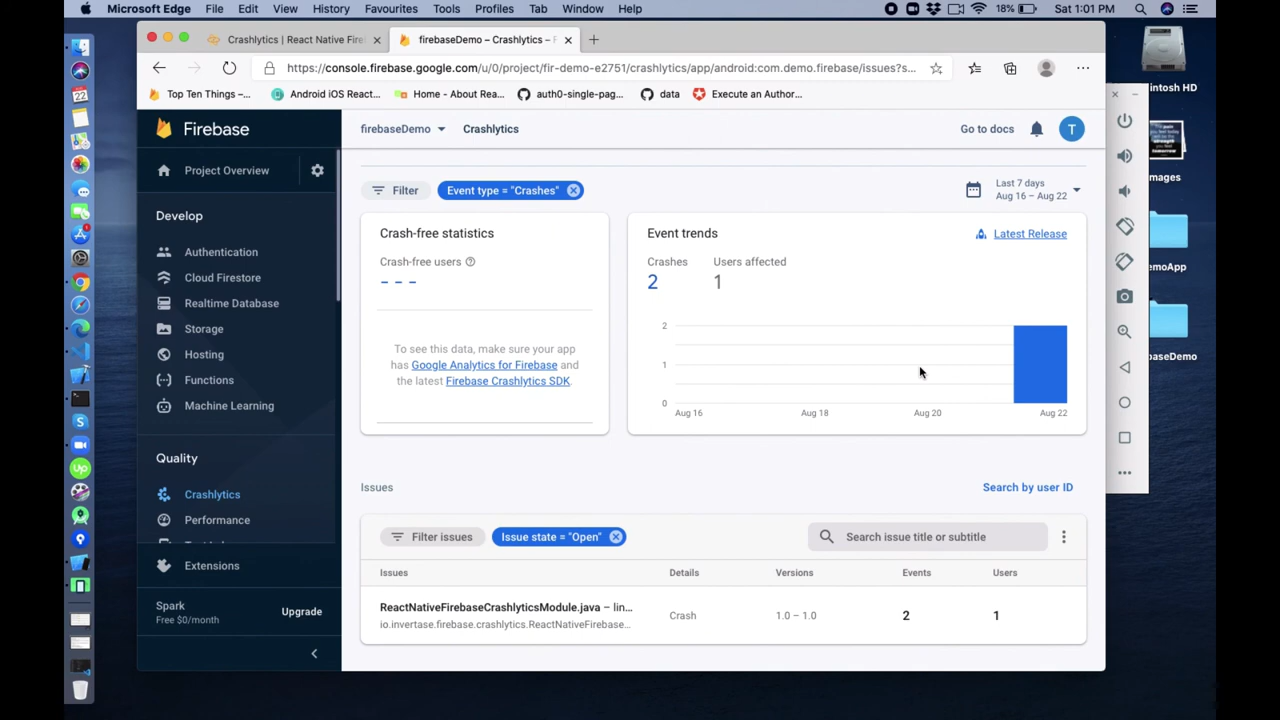 Microsoft Edge File Edit View History Favourites Tools Profiles Tab Window Help 18% Sat 1:01 PM
Crashlytics | React Native Fire
firebaseDemo – Crashlytics – F
https://console.firebase.google.com/u/0/project/fir-demo-e2751/crashlytics/app/android:com.demo.firebase/issues?s...
Top Ten Things –...
Android iOS React...
Home - About Rea...
auth0-single-pag...
data
Execute an Author...
intosh HD
mages
emoApp
baseDemo
22
Firebase
Project Overview
Develop
Authentication
Cloud Firestore
Realtime Database
Storage
Hosting
Functions
Machine Learning
Quality
Crashlytics
Performance
Extensions
Spark
Free $0/month
Upgrade
firebaseDemo
Crashlytics
Go to docs
T
Filter
Event type = "Crashes"
Last 7 days
Aug 16 – Aug 22
Crash-free statistics
Crash-free users
- - -
To see this data, make sure your app
has Google Analytics for Firebase and
the latest Firebase Crashlytics SDK.
Event trends
Latest Release
Crashes
Users affected
2
1
2
1
0
Aug 16
Aug 18
Aug 20
Aug 22
Issues
Search by user ID
Filter issues
Issue state = "Open"
Search issue title or subtitle
Issues
Details
Versions
Events
Users
ReactNativeFirebaseCrashlyticsModule.java – lin...
io.invertase.firebase.crashlytics.ReactNativeFirebase...
Crash
1.0 – 1.0
2
1